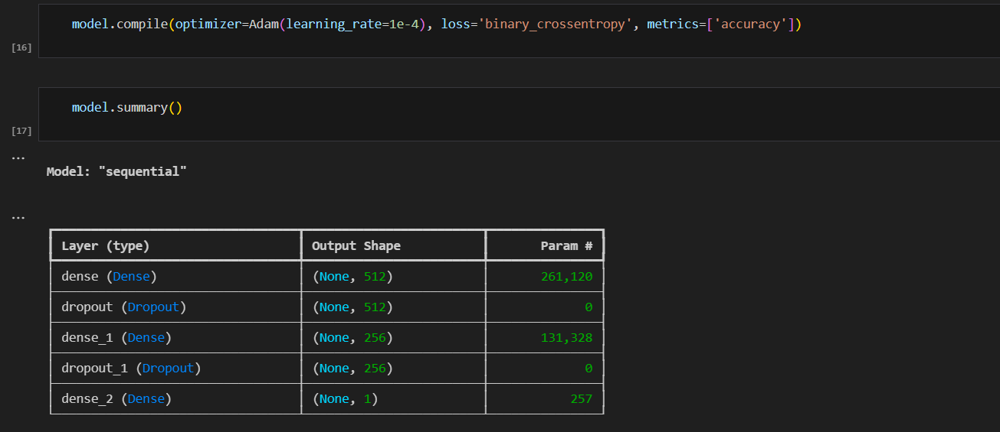 model.compile(optimizer=Adam(learning_rate=1e-4), loss='binary_crossentropy', metrics=['accuracy'])
[16]
model.summary()
[17]
...
Model: "sequential"
...
Layer (type) Output Shape Param #
dense (Dense) (None, 512) 261,120
dropout (Dropout) (None, 512) 0
dense_1 (Dense) (None, 256) 131,328
dropout_1 (Dropout) (None, 256) 0
dense_2 (Dense) (None, 1) 257